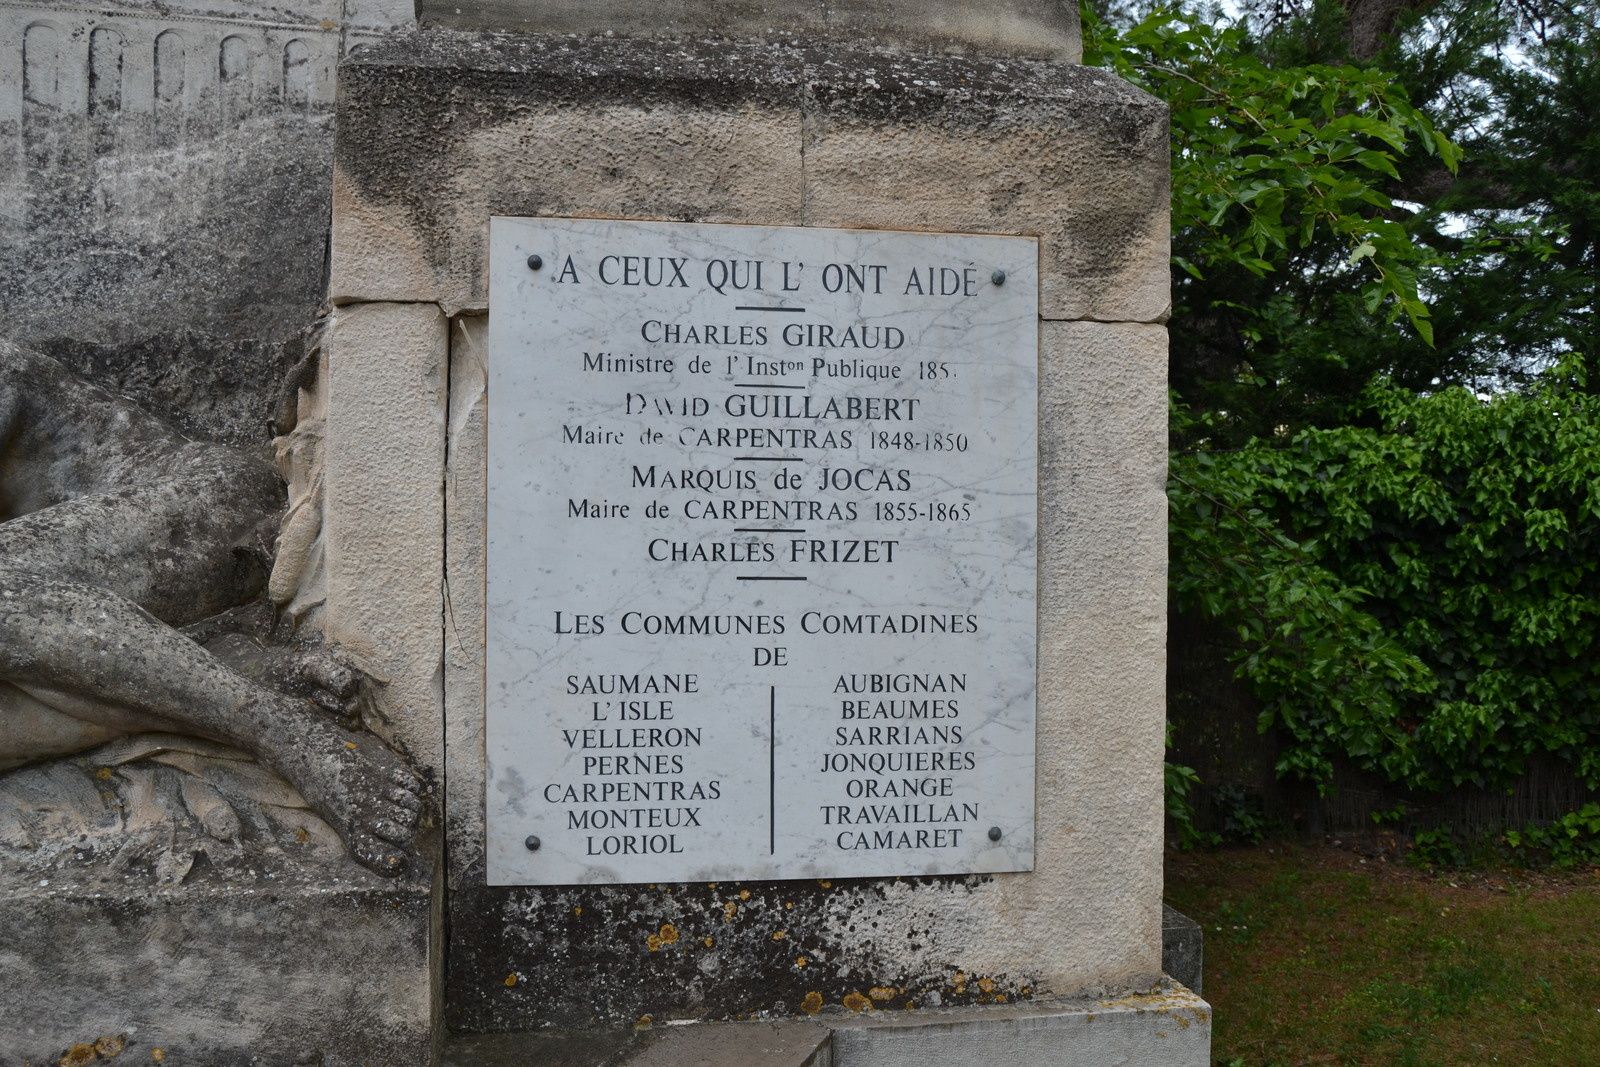 A CEUX QUI L' ONT AIDÉ
CHARLES GIRAUD
Ministre de l' Inston Publique
DAVID GUILLABERT
Maire de CARPENTRAS 1848-1850
MARQUIS de JOCAS
Maire de CARPENTRAS 1855-1865
CHARLES FRIZET
LES COMMUNES COMTADINES
DE
SAUMANE
L' ISLE
VELLERON
PERNES
CARPENTRAS
MONTEUX
LORIOL
AUBIGNAN
BEAUMES
SARRIANS
JONQUIERES
ORANGE
TRAVAILLAN
CAMARET